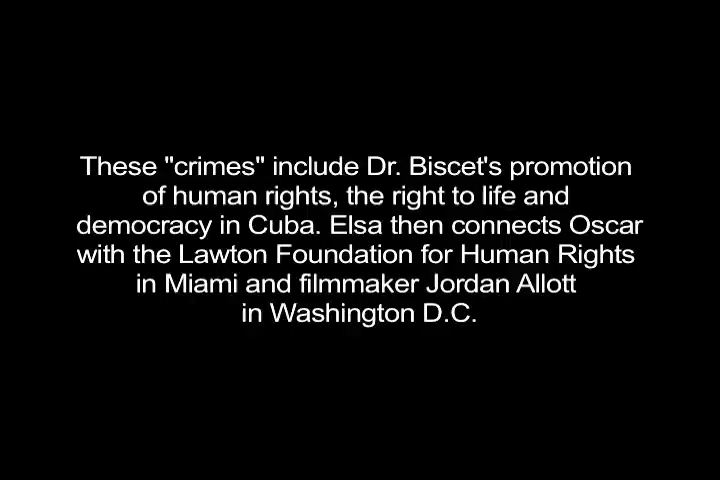 These "crimes" include Dr. Biscet's promotion
of human rights, the right to life and
democracy in Cuba. Elsa then connects Oscar
with the Lawton Foundation for Human Rights
in Miami and filmmaker Jordan Allott
in Washington D.C.